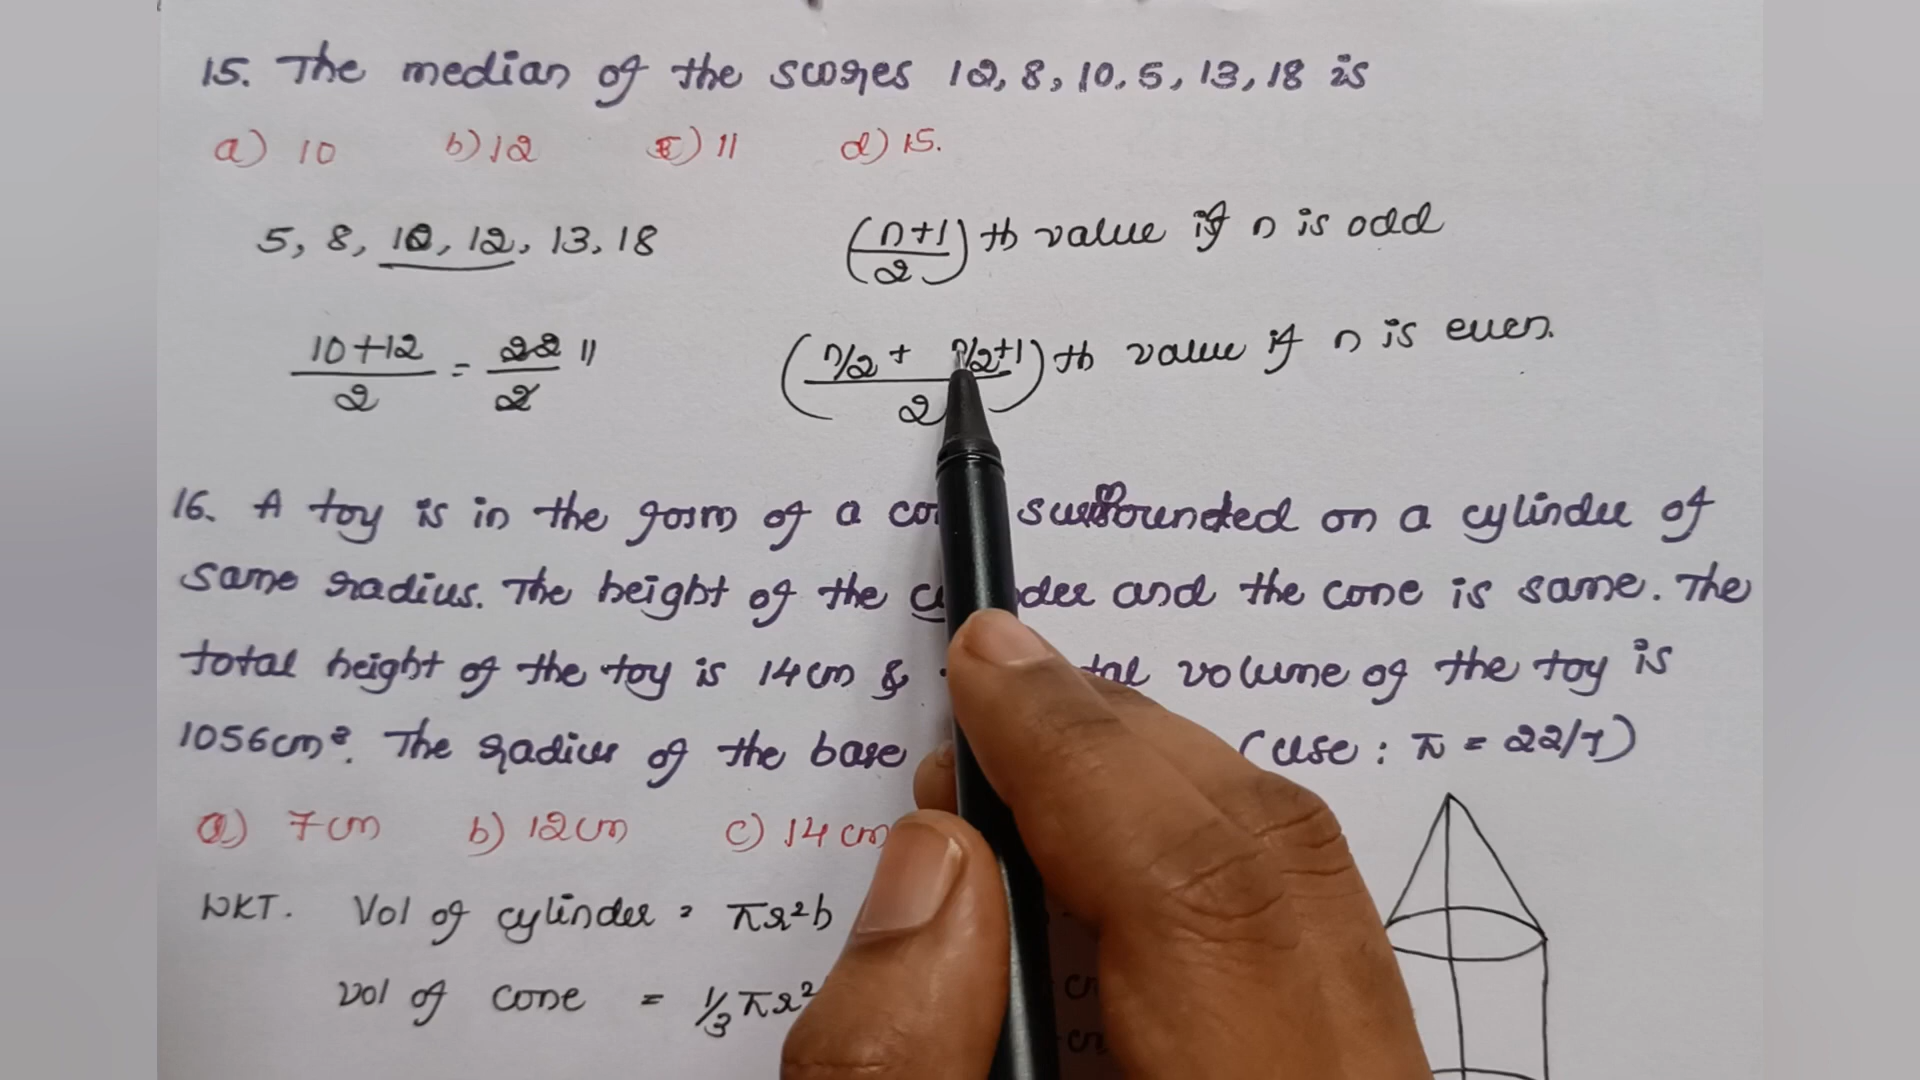 15. The median of the scores 12, 8, 10, 5, 13, 18 is
a) 10 b) 12 c) 11 d) 15.
5, 8, 10, 12, 13, 18
(n+1/2) th value if n is odd
10+12/2 = 22/2 11
(n/2 + n/2+1/2) th value if n is even.
16. A toy is in the form of a surmounted on a cylinder of
same radius. The height of the and the cone is same. The
total height of the toy is 14cm & volume of the toy is
1056cm³. The radius of the base (use: π = 22/7)
a) 7cm b) 12cm c) 14cm
WKT. Vol of cylinder = πr²h
vol of cone = 1/3 πr²